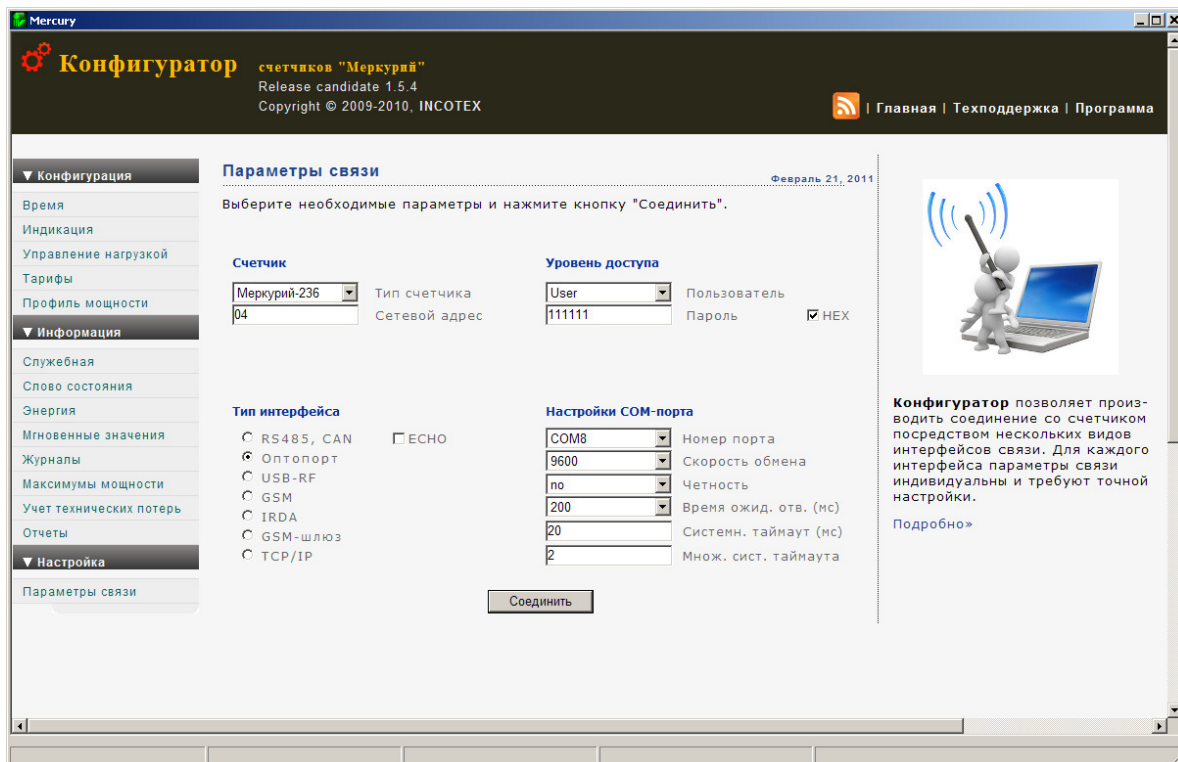 Mercury
Конфигуратор
счетчиков "Меркурий"
Release candidate 1.5.4
Copyright © 2009-2010, INCOTEX
| Главная | Техподдержка | Программа
▼ Конфигурация
Время
Индикация
Управление нагрузкой
Тарифы
Профиль мощности
▼ Информация
Служебная
Слово состояния
Энергия
Мгновенные значения
Журналы
Максимумы мощности
Учет технических потерь
Отчеты
▼ Настройка
Параметры связи
Параметры связи
Февраль 21, 2011
Выберите необходимые параметры и нажмите кнопку "Соединить".
Счетчик
Меркурий-236 Тип счетчика
04 Сетевой адрес
Уровень доступа
User Пользователь
111111 Пароль HEX
Тип интерфейса
RS485, CAN ECHO
Оптопорт
USB-RF
GSM
IRDA
GSM-шлюз
TCP/IP
Настройки COM-порта
COM8 Номер порта
9600 Скорость обмена
no Четность
200 Время ожид. отв. (мс)
20 Системн. таймаут (мс)
2 Множ. сист. таймаута
Соединить
Конфигуратор позволяет произ-
водить соединение со счетчиком
посредством нескольких видов
интерфейсов связи. Для каждого
интерфейса параметры связи
индивидуальны и требуют точной
настройки.
Подробно»